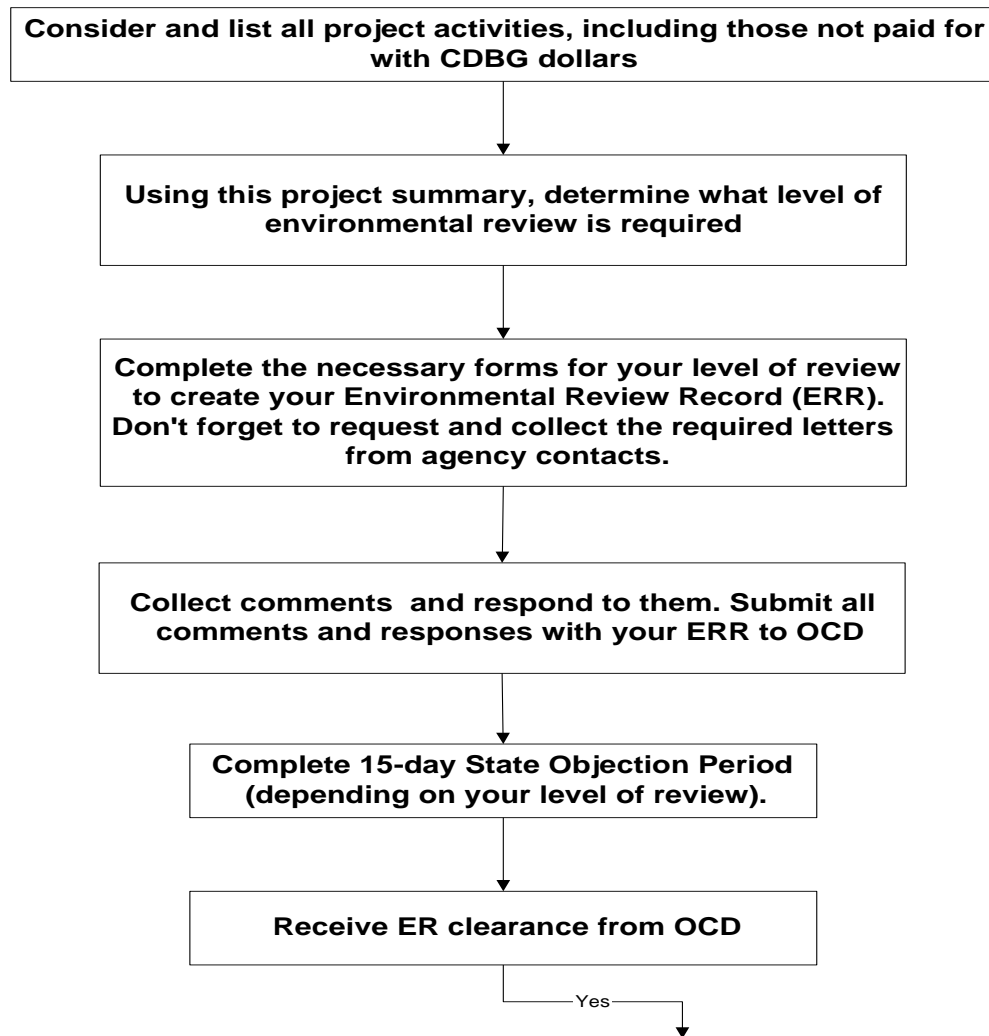 Consider and list all project activities, including those not paid for
with CDBG dollars
Using this project summary, determine what level of
environmental review is required
Complete the necessary forms for your level of review
to create your Environmental Review Record (ERR).
Don't forget to request and collect the required letters
from agency contacts.
Collect comments  and respond to them. Submit all
comments and responses with your ERR to OCD
Complete 15-day State Objection Period
(depending on your level of review).
Receive ER clearance from OCD
Yes